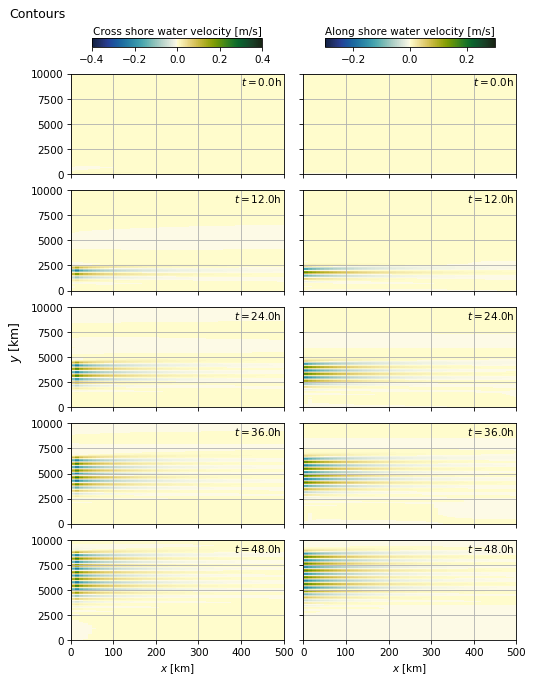 Contours
Cross shore water velocity [m/s]
Along shore water velocity [m/s]
−0.4 −0.2 0.0 0.2 0.4
−0.2 0.0 0.2
10000
7500
5000
2500
0
t = 0.0h
t = 0.0h
10000
7500
5000
2500
0
t = 12.0h
t = 12.0h
10000
7500
5000
2500
0
t = 24.0h
t = 24.0h
y [km]
10000
7500
5000
2500
0
t = 36.0h
t = 36.0h
10000
7500
5000
2500
0
t = 48.0h
t = 48.0h
0 100 200 300 400 500
0 100 200 300 400 500
x [km]
x [km]